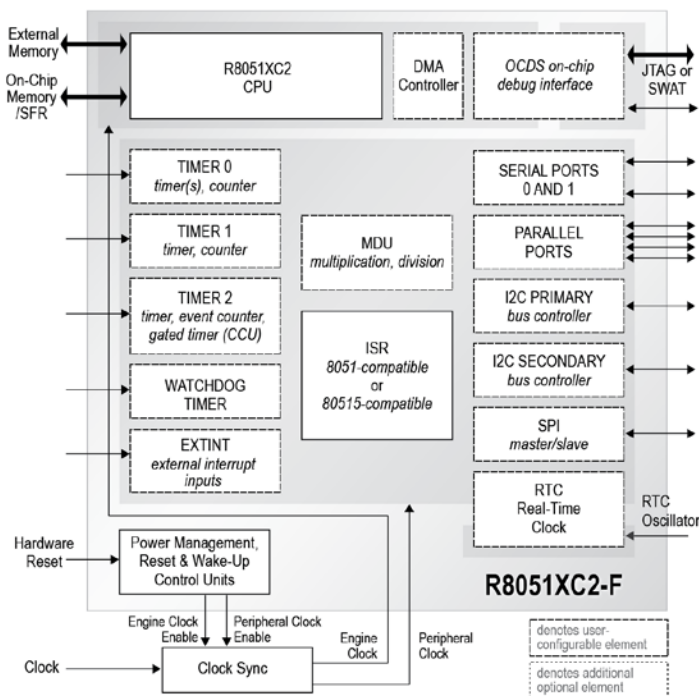 External
Memory
On-Chip
Memory
/SFR
R8051XC2
CPU
DMA
Controller
OCDS on-chip
debug interface
JTAG or
SWAT
TIMER 0
timer(s), counter
TIMER 1
timer, counter
TIMER 2
timer, event counter,
gated timer (CCU)
WATCHDOG
TIMER
EXTINT
external interrupt
inputs
MDU
multiplication, division
ISR
8051-compatible
or
80515-compatible
SERIAL PORTS
0 AND 1
PARALLEL
PORTS
I2C PRIMARY
bus controller
I2C SECONDARY
bus controller
SPI
master/slave
RTC
Real-Time
Clock
RTC
Oscillator
Hardware
Reset
Power Management,
Reset & Wake-Up
Control Units
R8051XC2-F
Engine Clock
Enable
Peripheral Clock
Enable
Engine
Clock
Peripheral
Clock
Clock
Clock Sync
denotes user-
configurable element
denotes additional
optional element